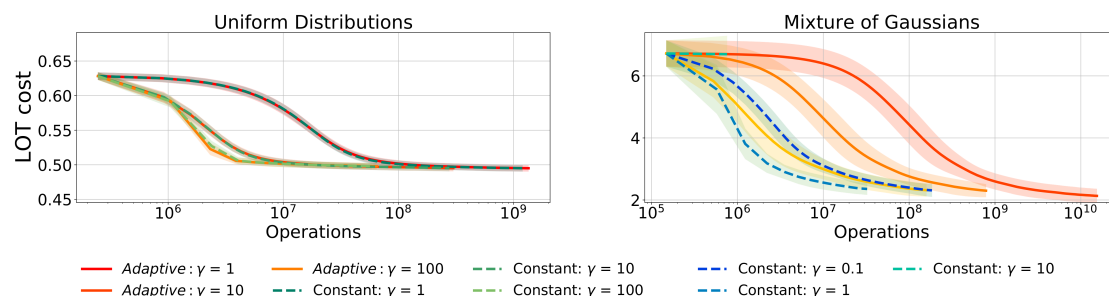 Uniform Distributions
LOT cost
0.65
0.60
0.55
0.50
0.45
10^6 10^7 10^8 10^9
Operations
Mixture of Gaussians
6
4
2
10^5 10^6 10^7 10^8 10^9 10^10
Operations
Adaptive: γ = 1 Adaptive: γ = 100 Constant: γ = 10 Constant: γ = 0.1 Constant: γ = 10
Adaptive: γ = 10 Constant: γ = 1 Constant: γ = 100 Constant: γ = 1